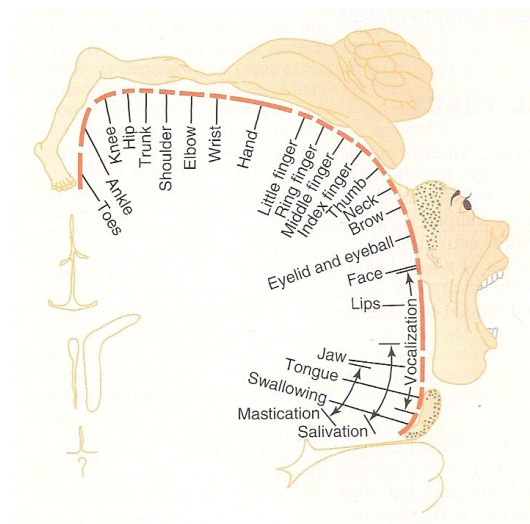 Toes
Ankle
Knee
Hip
Trunk
Shoulder
Elbow
Wrist
Hand
Little finger
Ring finger
Middle finger
Index finger
Thumb
Neck
Brow
Eyelid and eyeball
Face
Lips
Vocalization
Jaw
Tongue
Swallowing
Mastication
Salivation
?